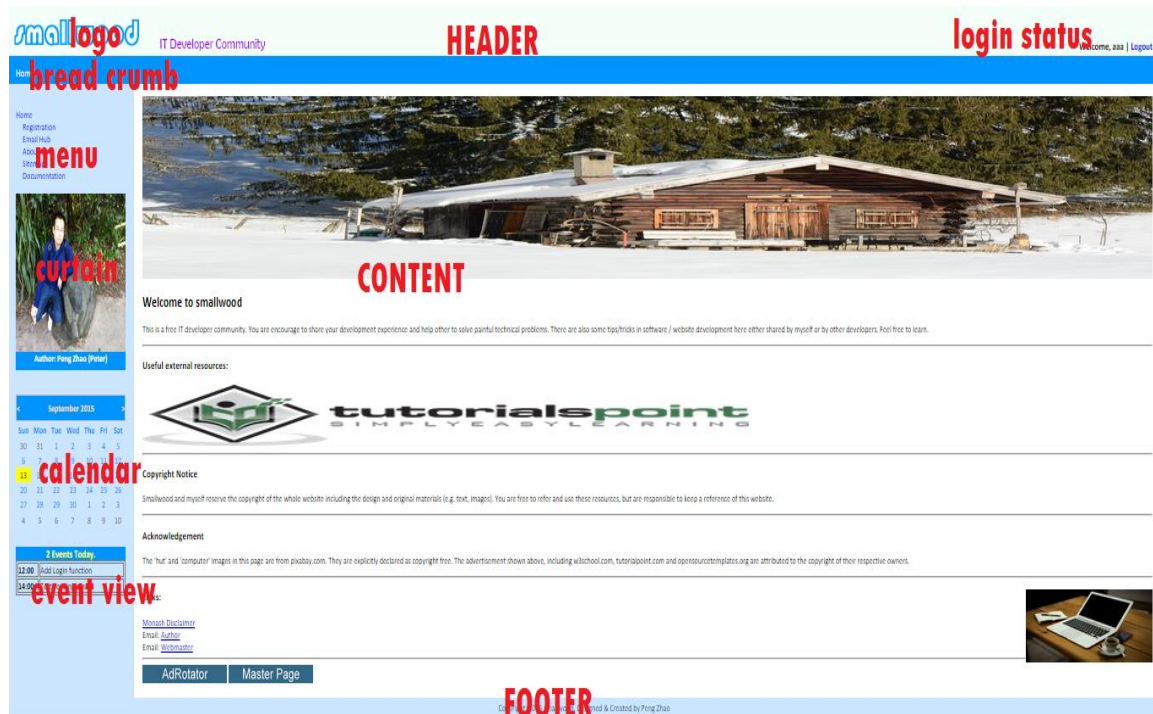 smallwood
logo
IT Developer Community
HEADER
login status
Welcome, aaa | Logout
Home
bread crumb
Home
Registration
Email Hub
menu
Documentation
curtain
Author: Peng Zhao (Peter)
CONTENT
Welcome to smallwood
This is a free IT developer community. You are encourage to share your development experience and help other to solve painful technical problems. There are also some tips/tricks in software / website development here either shared by myself or by other developers. Feel free to learn.
Useful external resources:
tutorialspoint
SIMPLYEASYLEARNING
Copyright Notice
Smallwood and myself reserve the copyright of the whole website including the design and original materials (e.g. text, images). You are free to refer and use these resources, but are responsible to keep a reference of this website.
Acknowledgement
The 'hut' and 'computer' images in this page are from pixabay.com. They are explicitly declared as copyright free. The advertisement shown above, including w3school.com, tutorialpoint.com and opensourcetemplates.org are attributed to the copyright of their respective owners.
< September 2015 >
Sun Mon Tue Wed Thu Fri Sat
30 31 1 2 3 4 5
6 7 8 9 10 11 12
calendar
13
20 21 22 23 24 25 26
27 28 29 30 1 2 3
4 5 6 7 8 9 10
2 Events Today.
12:00 Add Login function
14:00
event view
Monash Disclaimer
Email: Author
Email: Webmaster
AdRotator
Master Page
FOOTER
& Created by Peng Zhao